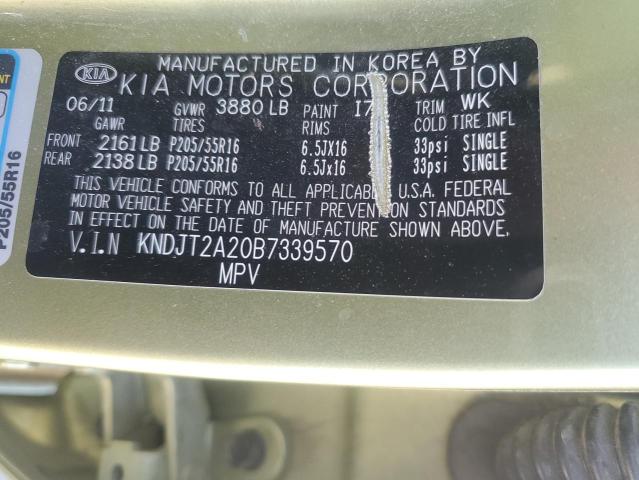 MANUFACTURED IN KOREA BY
KIA KIA MOTORS CORPORATION
06/11 GVWR 3880 LB PAINT TRIM WK
GAWR TIRES RIMS COLD TIRE INFL
FRONT 2161 LB P205/55R16 6.5JX16 33psi SINGLE
REAR 2138 LB P205/55R16 6.5Jx16 33psi SINGLE
THIS VEHICLE CONFORMS TO ALL APPLICABLE U.S.A. FEDERAL
MOTOR VEHICLE SAFETY AND THEFT PREVENTION STANDARDS
IN EFFECT ON THE DATE OF MANUFACTURE SHOWN ABOVE.
V.I.N KNDJT2A20B7339570
MPV
P205/55R16